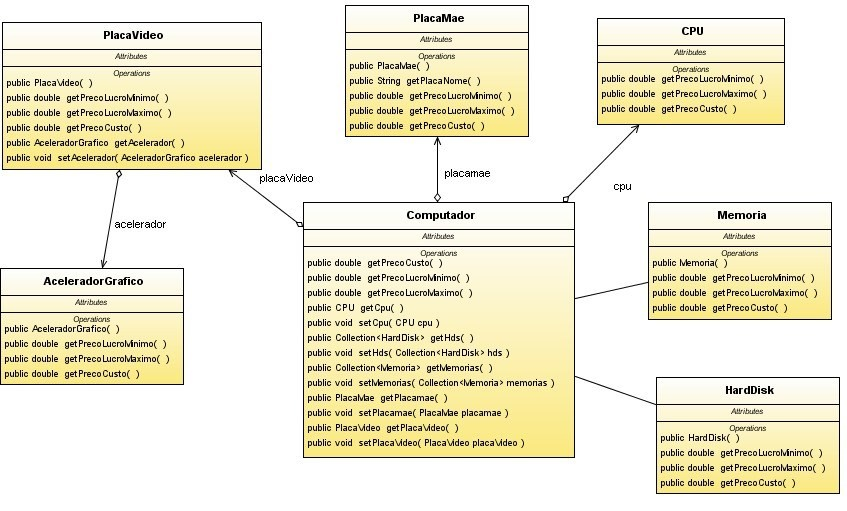 PlacaVideo
Attributes
Operations
public PlacaVideo( )
public double getPrecoLucroMinimo( )
public double getPrecoLucroMaximo( )
public double getPrecoCusto( )
public AceleradorGrafico getAcelerador( )
public void setAcelerador( AceleradorGrafico acelerador )
PlacaMae
Attributes
Operations
public PlacaMae( )
public String getPlacaNome( )
public double getPrecoLucroMinimo( )
public double getPrecoLucroMaximo( )
public double getPrecoCusto( )
CPU
Attributes
Operations
public double getPrecoLucroMinimo( )
public double getPrecoLucroMaximo( )
public double getPrecoCusto( )
acelerador
placaVideo
placamae
cpu
AceleradorGrafico
Attributes
Operations
public AceleradorGrafico( )
public double getPrecoLucroMinimo( )
public double getPrecoLucroMaximo( )
public double getPrecoCusto( )
Computador
Attributes
Operations
public double getPrecoCusto( )
public double getPrecoLucroMinimo( )
public double getPrecoLucroMaximo( )
public CPU getCpu( )
public void setCpu( CPU cpu )
public Collection<HardDisk> getHds( )
public void setHds( Collection<HardDisk> hds )
public Collection<Memoria> getMemorias( )
public void setMemorias( Collection<Memoria> memorias )
public PlacaMae getPlacamae( )
public void setPlacamae( PlacaMae placamae )
public PlacaVideo getPlacaVideo( )
public void setPlacaVideo( PlacaVideo placaVideo )
Memoria
Attributes
Operations
public Memoria( )
public double getPrecoLucroMinimo( )
public double getPrecoLucroMaximo( )
public double getPrecoCusto( )
HardDisk
Attributes
Operations
public HardDisk( )
public double getPrecoLucroMinimo( )
public double getPrecoLucroMaximo( )
public double getPrecoCusto( )